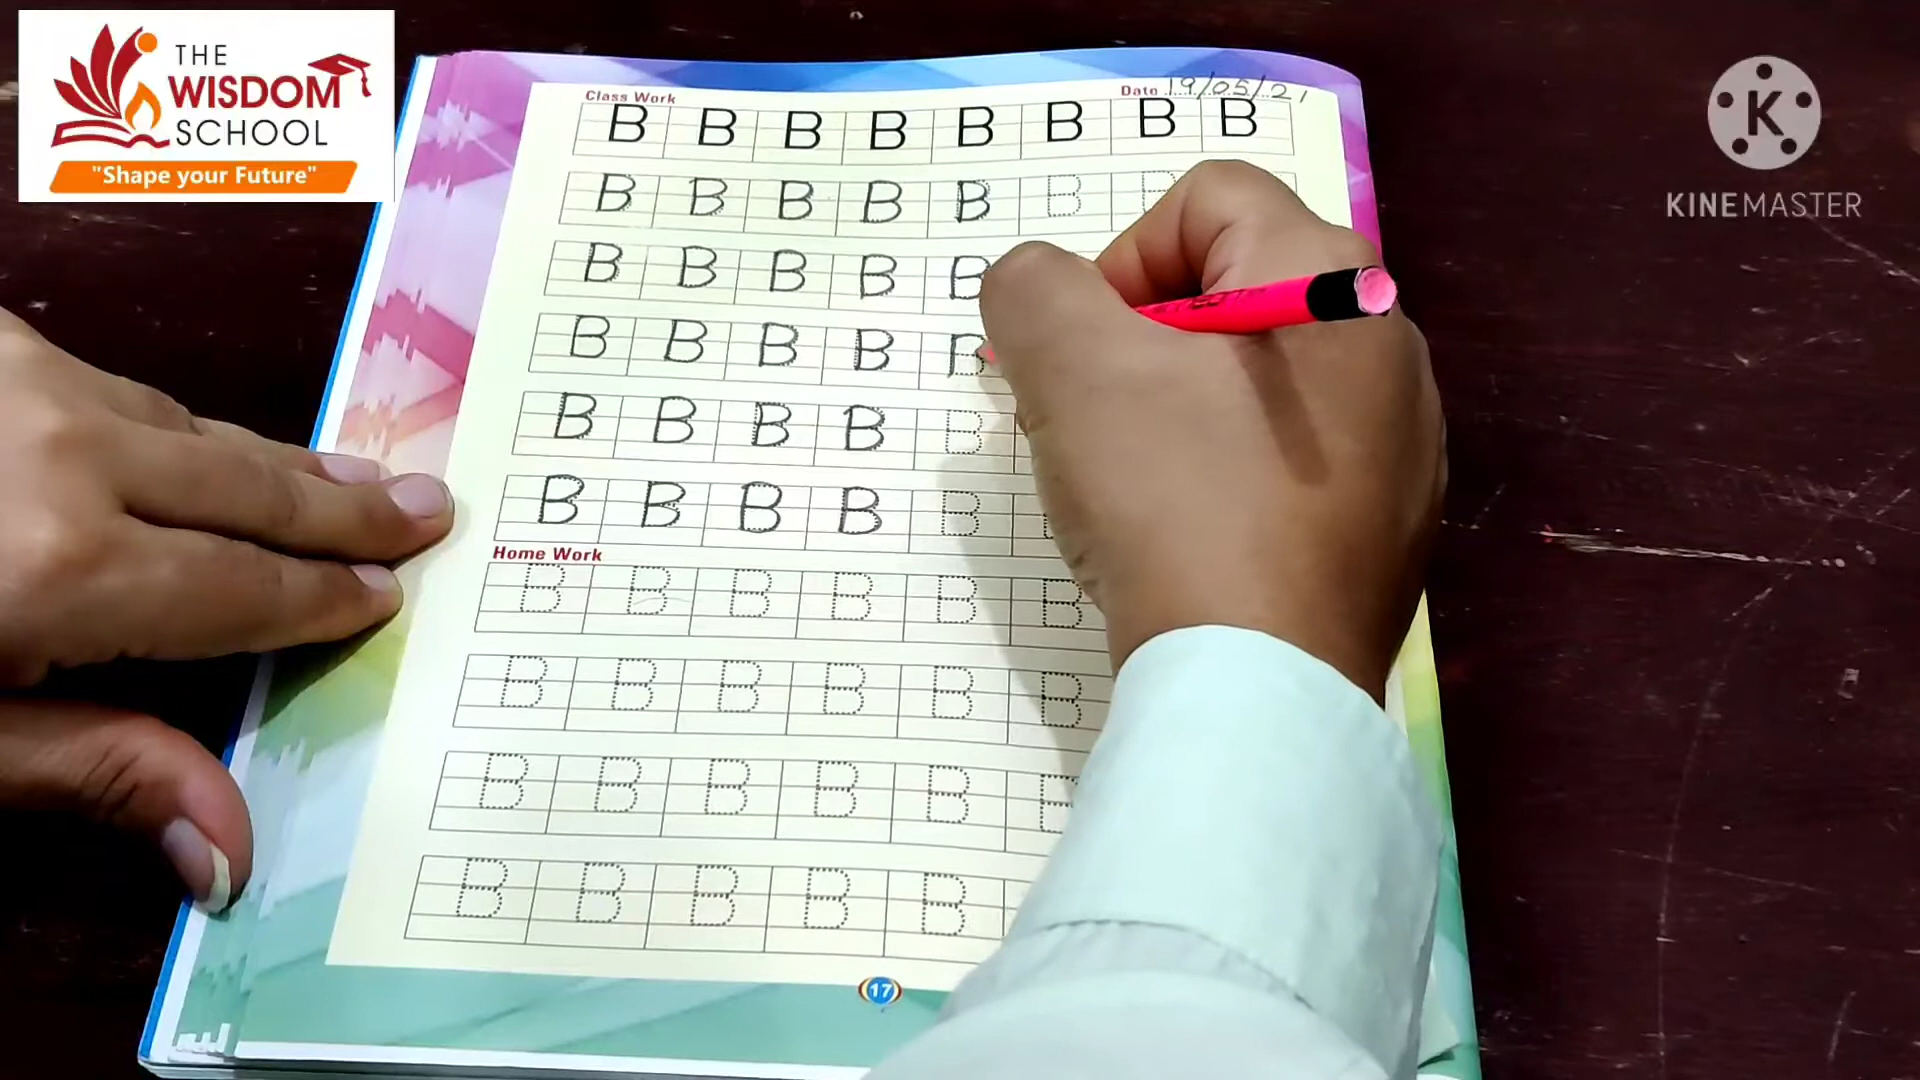 THE
WISDOM
SCHOOL
"Shape your Future"
K
KINEMASTER
Class Work Date 19/05/21
B B B B B B B B
B B B B B B B
B B B B B
B B B B B
B B B B B
B B B B B
Home Work
B B B B B B
B B B B B B
B B B B B B
B B B B B
17